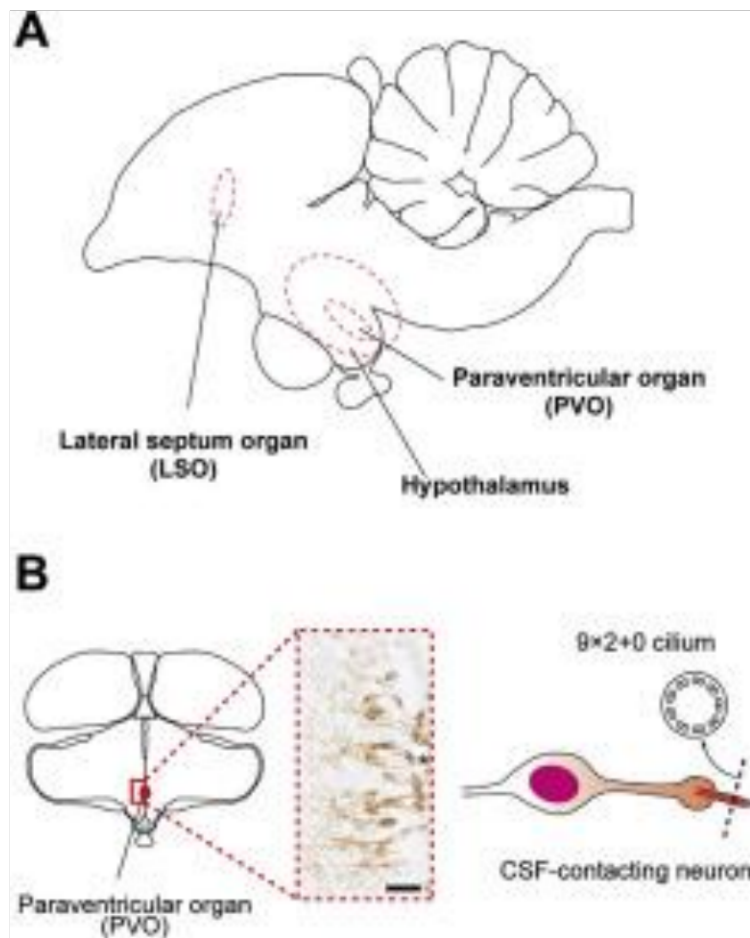 A
Paraventricular organ
(PVO)
Lateral septum organ
(LSO)
Hypothalamus
B
9×2+0 cilium
CSF-contacting neuron
Paraventricular organ
(PVO)